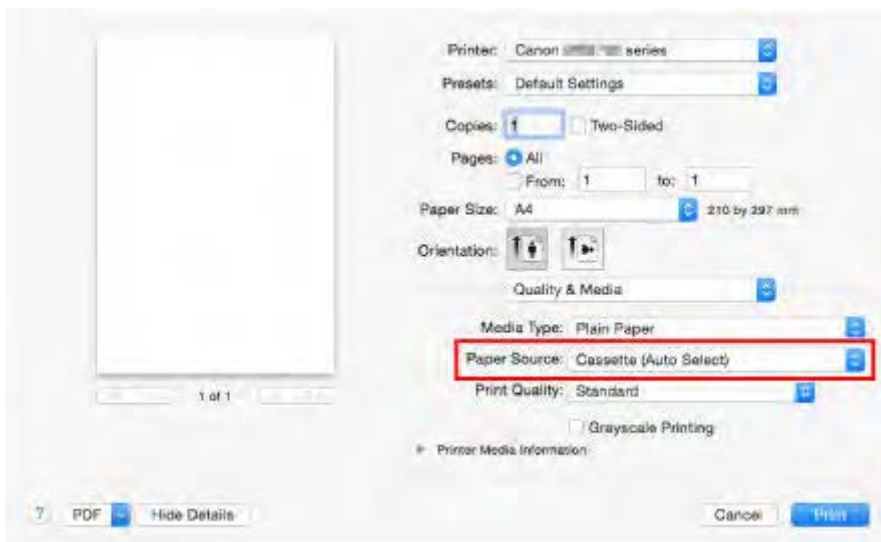 Printer: Canon series
Presets: Default Settings
Copies: 1 Two-Sided
Pages: All
From: 1 to: 1
Paper Size: A4 210 by 297 mm
Orientation:
Quality & Media
Media Type: Plain Paper
Paper Source: Cassette (Auto Select)
Print Quality: Standard
Grayscale Printing
Printer Media Information
1 of 1
? PDF Hide Details Cancel Print